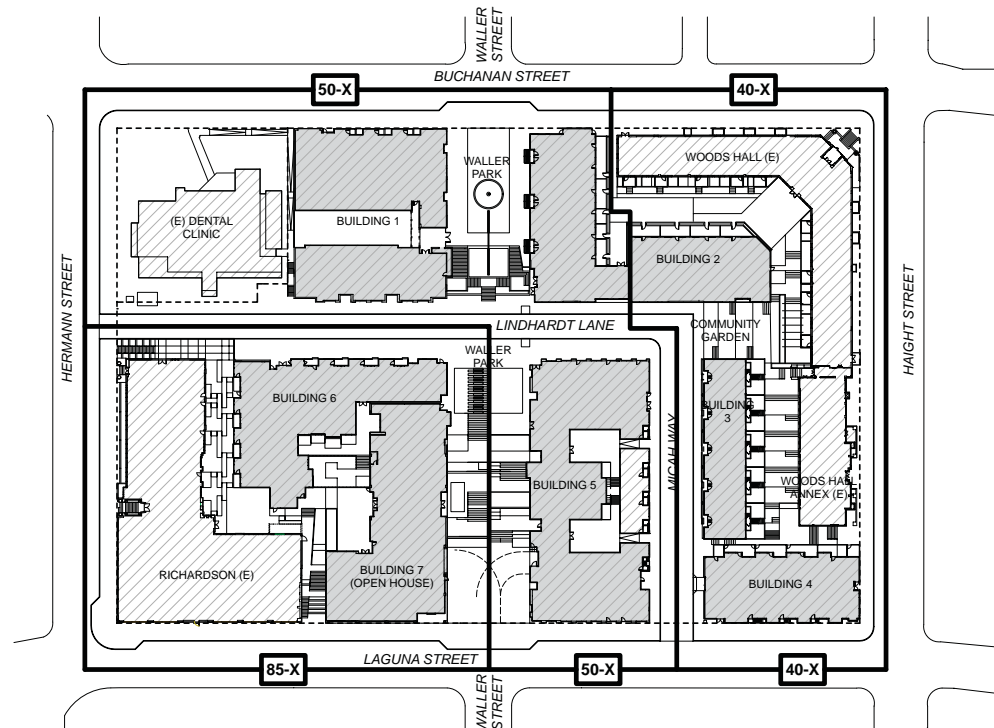 WALLER
STREET
BUCHANAN STREET
50-X
40-X
WALLER
PARK
WOODS HALL (E)
(E) DENTAL
CLINIC
BUILDING 1
BUILDING 2
HERMANN STREET
HAIGHT STREET
LINDHARDT LANE
COMMUNITY
GARDEN
WALLER
PARK
BUILDING 6
BUILDING
3
MICAH WAY
BUILDING 5
WOODS HALL
ANNEX (E)
RICHARDSON (E)
BUILDING 7
(OPEN HOUSE)
BUILDING 4
LAGUNA STREET
85-X
50-X
40-X
WALLER
STREET